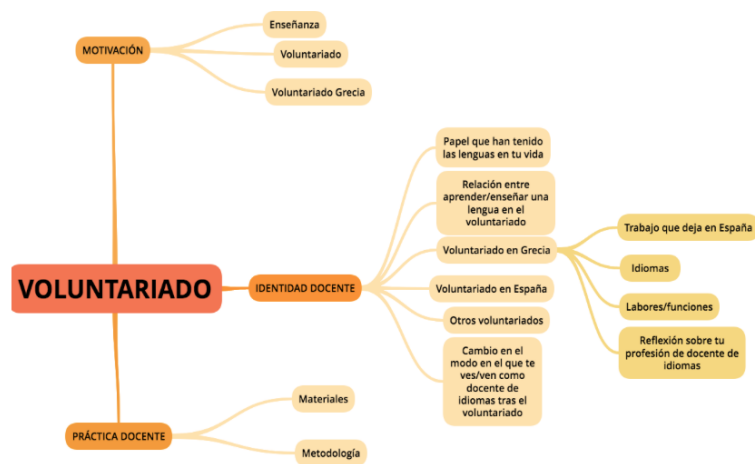 VOLUNTARIADO
MOTIVACIÓN
Enseñanza
Voluntariado
Voluntariado Grecia
IDENTIDAD DOCENTE
Papel que han tenido
las lenguas en tu vida
Relación entre
aprender/enseñar una
lengua en el
voluntariado
Voluntariado en Grecia
Trabajo que deja en España
Idiomas
Labores/funciones
Reflexión sobre tu
profesión de docente de
idiomas
Voluntariado en España
Otros voluntariados
Cambio en el
modo en el que te
ves/ven como
docente de
idiomas tras el
voluntariado
PRÁCTICA DOCENTE
Materiales
Metodología